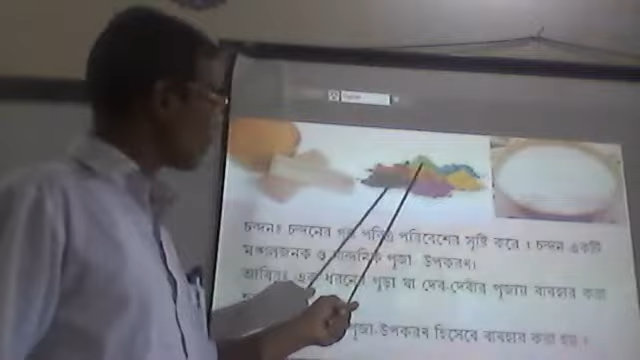 চন্দনঃ চন্দনের গন্ধ পবিত্র পরিবেশের সৃষ্টি করে । চন্দন একটি
মঙ্গলজনক ও মাঙ্গলিক পূজা উপকরণ।
আবিরঃ এক ধরনের গুড়া যা দেব-দেবীর পূজায় ব্যবহার করা
পূজা-উপকরণ হিসেবে ব্যবহার করা হয় ।